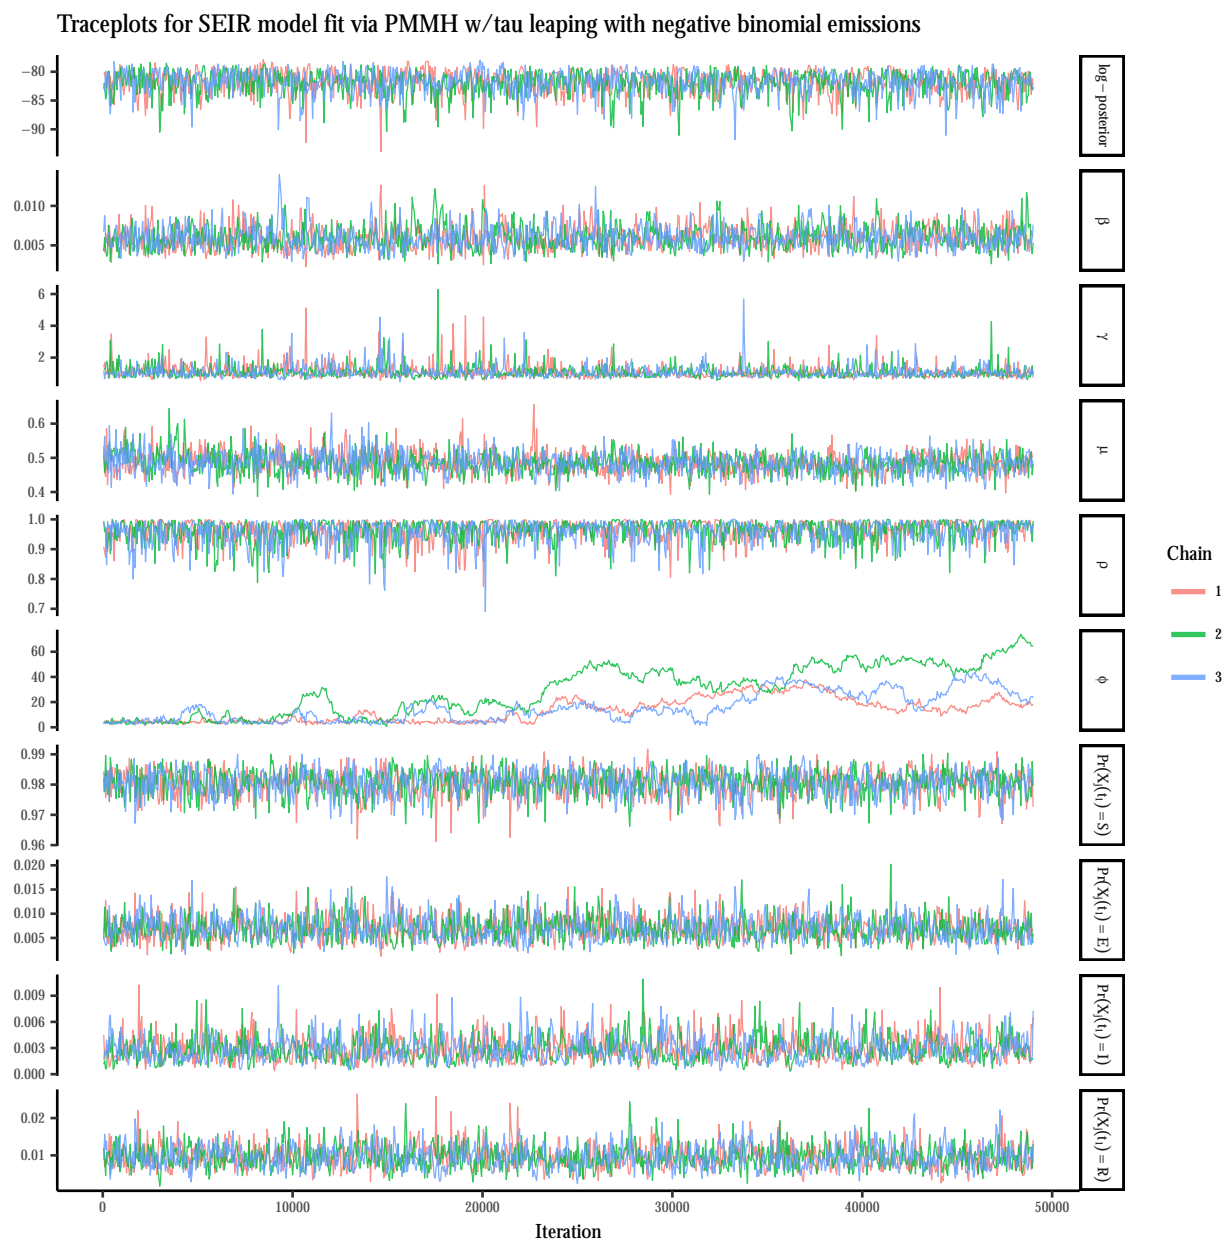 Traceplots for SEIR model fit via PMMH w/tau leaping with negative binomial emissions
−80
−85
−90
log − posterior
0.010
0.005
β
6
4
2
γ
0.6
0.5
0.4
μ
1.0
0.9
0.8
0.7
ρ
60
40
20
0
ϕ
0.99
0.98
0.97
0.96
Pr(Xj(t1) = S)
0.020
0.015
0.010
0.005
Pr(Xj(t1) = E)
0.009
0.006
0.003
0.000
Pr(Xj(t1) = I)
0.02
0.01
Pr(Xj(t1) = R)
0 10000 20000 30000 40000 50000
Iteration
Chain
1
2
3